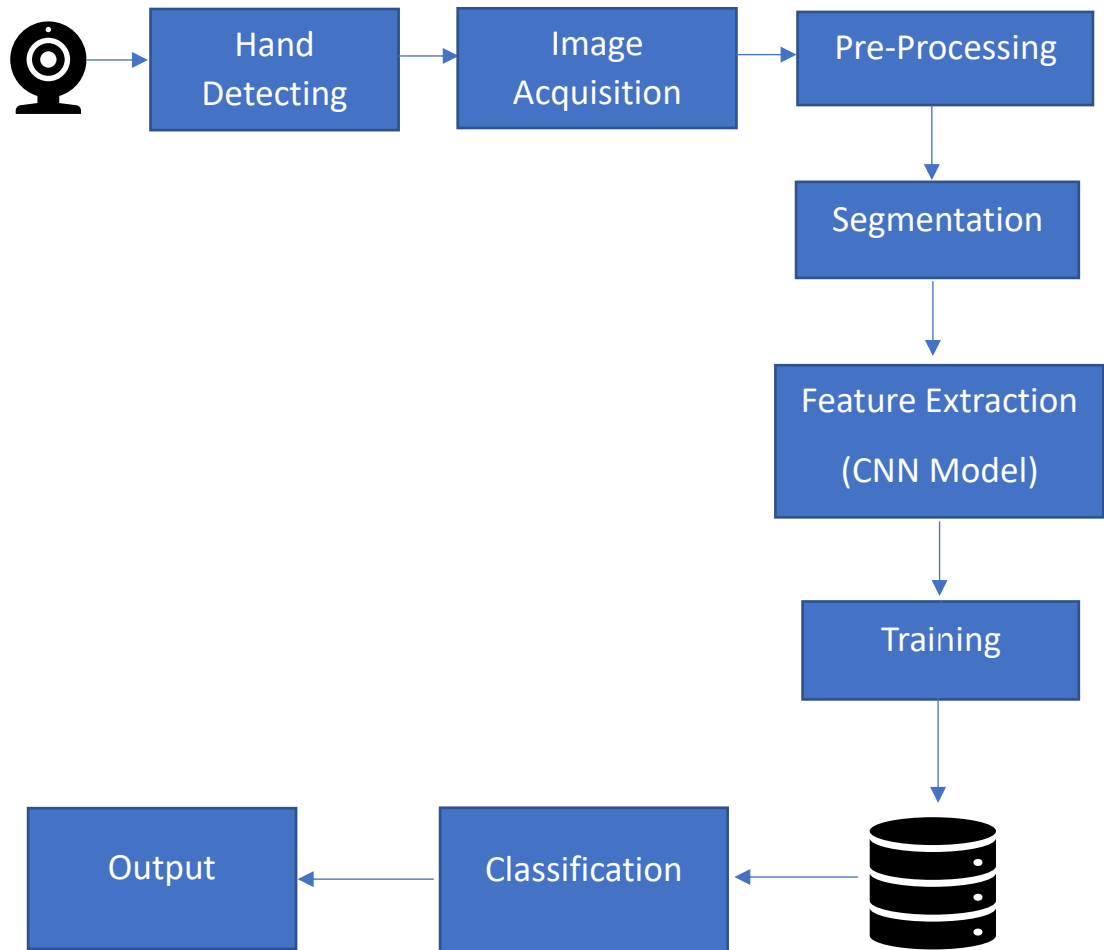 Hand
Detecting
Image
Acquisition
Pre-Processing
Segmentation
Feature Extraction
(CNN Model)
Training
Classification
Output